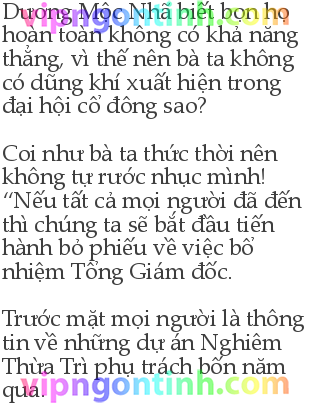 vipngontinh.com
Dương Mộc Nhã biết bọn họ
hoàn toàn không có khả năng
thắng, vì thế nên bà ta không
có dũng khí xuất hiện trong
đại hội cổ đông sao?
Coi như bà ta thức thời nên
không tự rước nhục mình!
“Nếu tất cả mọi người đã đến
thì chúng ta sẽ bắt đầu tiến
hành bỏ phiếu về việc bổ
nhiệm Tổng Giám đốc.
Trước mặt mọi người là thông
tin về những dự án Nghiêm
Thừa Trì phụ trách bốn năm
qua.
vipngontinh.com